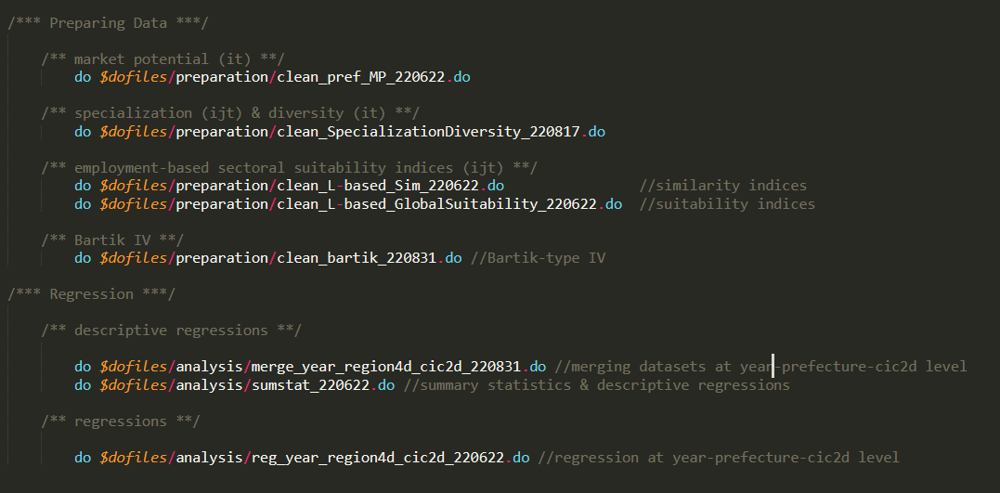 /*** Preparing Data ***/
/** market potential (it) **/
do $dofiles/preparation/clean_pref_MP_220622.do
/** specialization (ijt) & diversity (it) **/
do $dofiles/preparation/clean_SpecializationDiversity_220817.do
/** employment-based sectoral suitability indices (ijt) **/
do $dofiles/preparation/clean_L-based_Sim_220622.do //similarity indices
do $dofiles/preparation/clean_L-based_GlobalSuitability_220622.do //suitability indices
/** Bartik IV **/
do $dofiles/preparation/clean_bartik_220831.do //Bartik-type IV
/*** Regression ***/
/** descriptive regressions **/
do $dofiles/analysis/merge_year_region4d_cic2d_220831.do //merging datasets at year-prefecture-cic2d level
do $dofiles/analysis/sumstat_220622.do //summary statistics & descriptive regressions
/** regressions **/
do $dofiles/analysis/reg_year_region4d_cic2d_220622.do //regression at year-prefecture-cic2d level